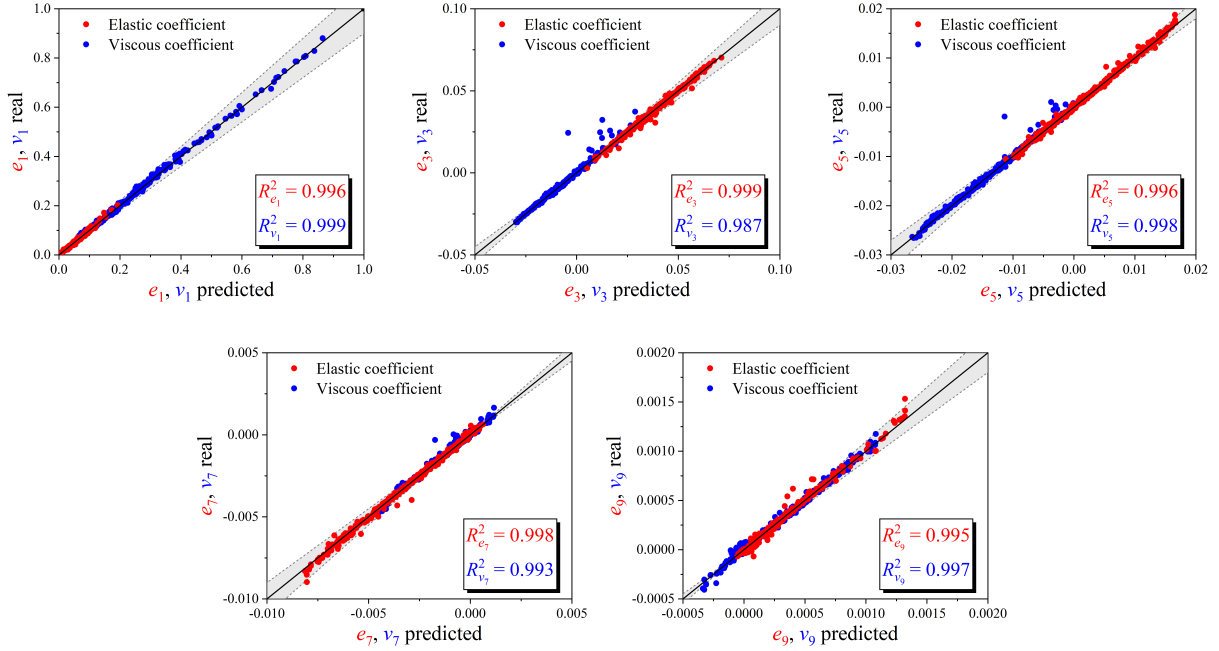 Elastic coefficient
Viscous coefficient
1.0
0.8
0.6
0.4
0.2
0.0
e1, v1 real
R²e1 = 0.996
R²v1 = 0.999
0.0 0.2 0.4 0.6 0.8 1.0
e1, v1 predicted
Elastic coefficient
Viscous coefficient
0.10
0.05
0.00
-0.05
e3, v3 real
R²e3 = 0.999
R²v3 = 0.987
-0.05 0.00 0.05 0.10
e3, v3 predicted
Elastic coefficient
Viscous coefficient
0.02
0.01
0.00
-0.01
-0.02
-0.03
e5, v5 real
R²e5 = 0.996
R²v5 = 0.998
-0.03 -0.02 -0.01 0.00 0.01 0.02
e5, v5 predicted
Elastic coefficient
Viscous coefficient
0.005
0.000
-0.005
-0.010
e7, v7 real
R²e7 = 0.998
R²v7 = 0.993
-0.010 -0.005 0.000 0.005
e7, v7 predicted
Elastic coefficient
Viscous coefficient
0.0020
0.0015
0.0010
0.0005
0.0000
-0.0005
e9, v9 real
R²e9 = 0.995
R²v9 = 0.997
-0.0005 0.0000 0.0005 0.0010 0.0015 0.0020
e9, v9 predicted